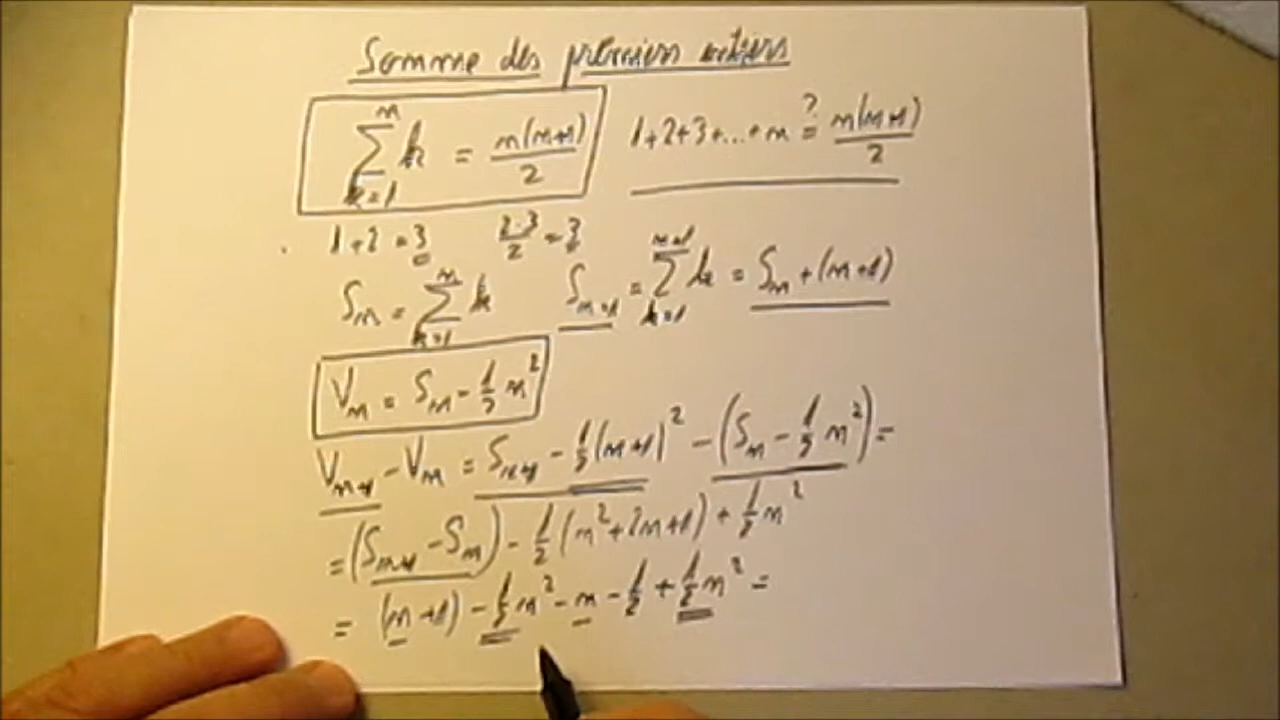 Somme des premiers entiers
∑_{k=1}^{n} k = n(n+1)/2   1+2+3+...+n =? n(n+1)/2
1+2=3   2·3/2=3
S_n = ∑_{k=1}^{n} k   S_{n+1} = ∑_{k=1}^{n+1} k = S_n + (n+1)
V_n = S_n - 1/2 n²
V_{n+1} - V_n = S_{n+1} - 1/2 (n+1)² - (S_n - 1/2 n²) =
= (S_{n+1} - S_n) - 1/2 (n²+2n+1) + 1/2 n²
= (n+1) - 1/2 n² - n - 1/2 + 1/2 n² =